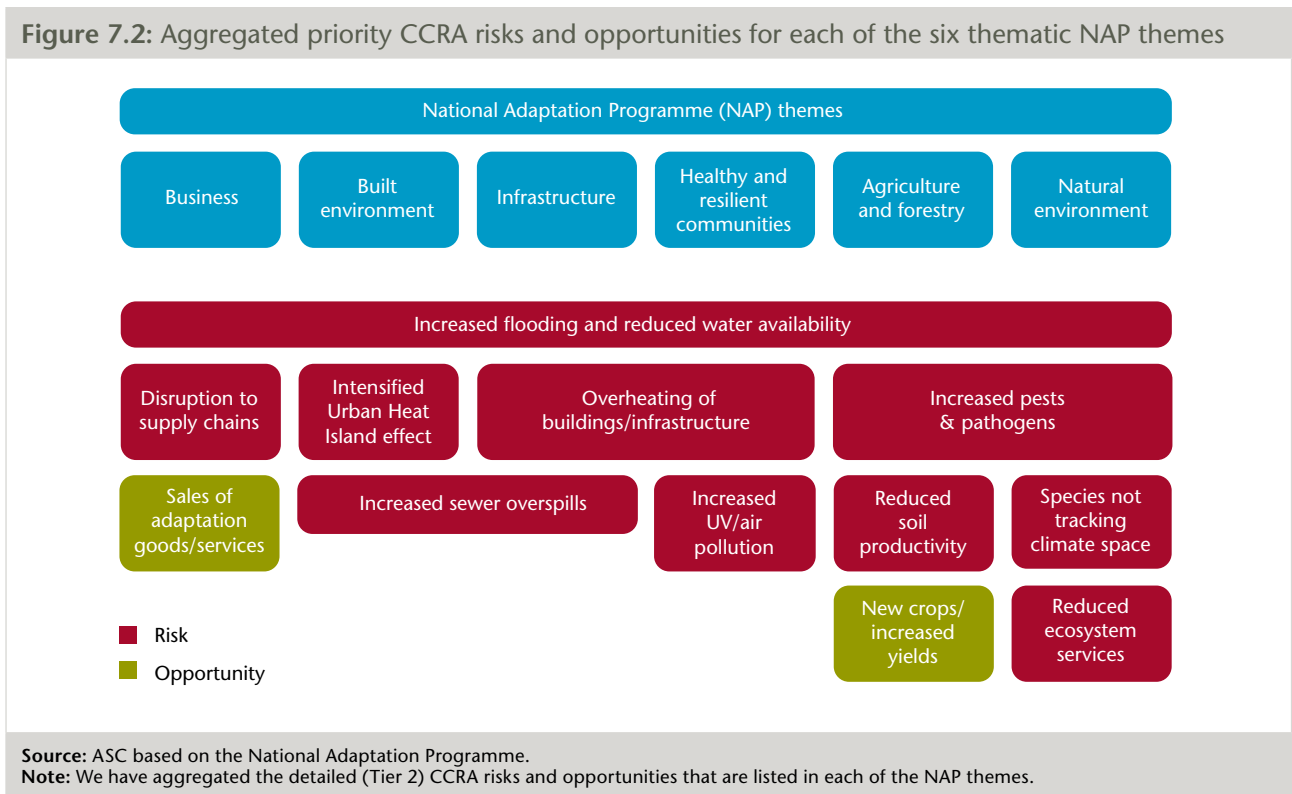 Figure 7.2: Aggregated priority CCRA risks and opportunities for each of the six thematic NAP themes
National Adaptation Programme (NAP) themes
Business
Built
environment
Infrastructure
Healthy and
resilient
communities
Agriculture
and forestry
Natural
environment
Increased flooding and reduced water availability
Disruption to
supply chains
Intensified
Urban Heat
Island effect
Overheating of
buildings/infrastructure
Increased pests
& pathogens
Sales of
adaptation
goods/services
Increased sewer overspills
Increased
UV/air
pollution
Reduced
soil
productivity
Species not
tracking
climate space
New crops/
increased
yields
Reduced
ecosystem
services
Risk
Opportunity
Source: ASC based on the National Adaptation Programme.
Note: We have aggregated the detailed (Tier 2) CCRA risks and opportunities that are listed in each of the NAP themes.